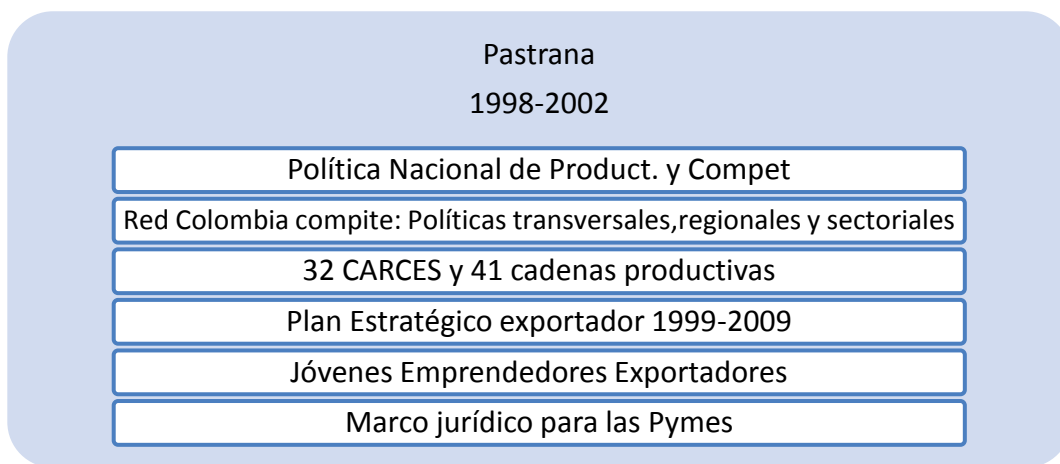 Pastrana
1998-2002
Política Nacional de Product. y Compet
Red Colombia compite: Políticas transversales,regionales y sectoriales
32 CARCES y 41 cadenas productivas
Plan Estratégico exportador 1999-2009
Jóvenes Emprendedores Exportadores
Marco jurídico para las Pymes